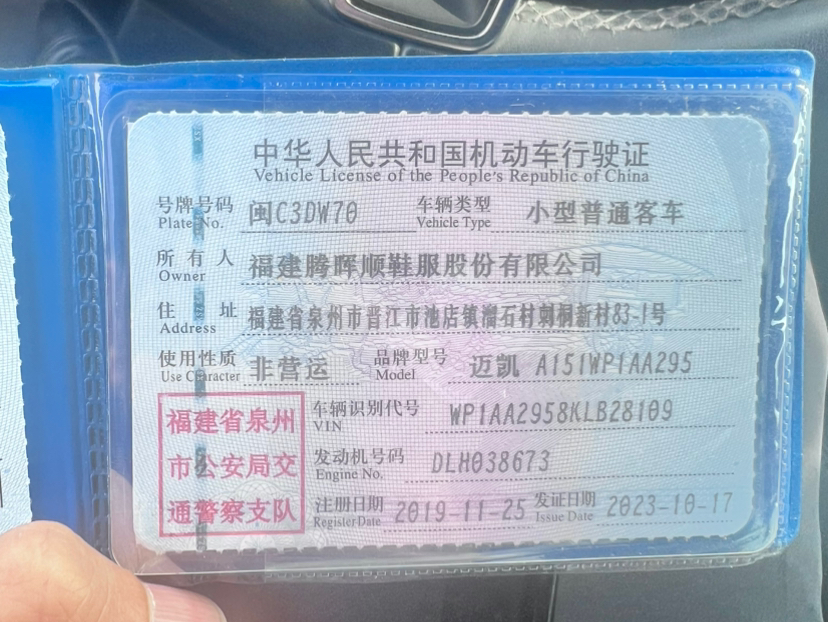 中华人民共和国机动车行驶证
Vehicle License of the People's Republic of China
号牌号码 闽C3DW70 车辆类型 小型普通客车
Plate No. Vehicle Type
所有人 福建腾晖顺鞋服股份有限公司
Owner
住址 福建省泉州市晋江市池店镇溜石村刺桐新村83-1号
Address
使用性质 非营运 品牌型号 迈凯 A151WP1AA295
Use Character Model
福建省泉州 车辆识别代号 WP1AA2958KLB28109
VIN
市公安局交 发动机号码 DLH038673
Engine No.
通警察支队 注册日期 2019-11-25 发证日期 2023-10-17
Register Date Issue Date